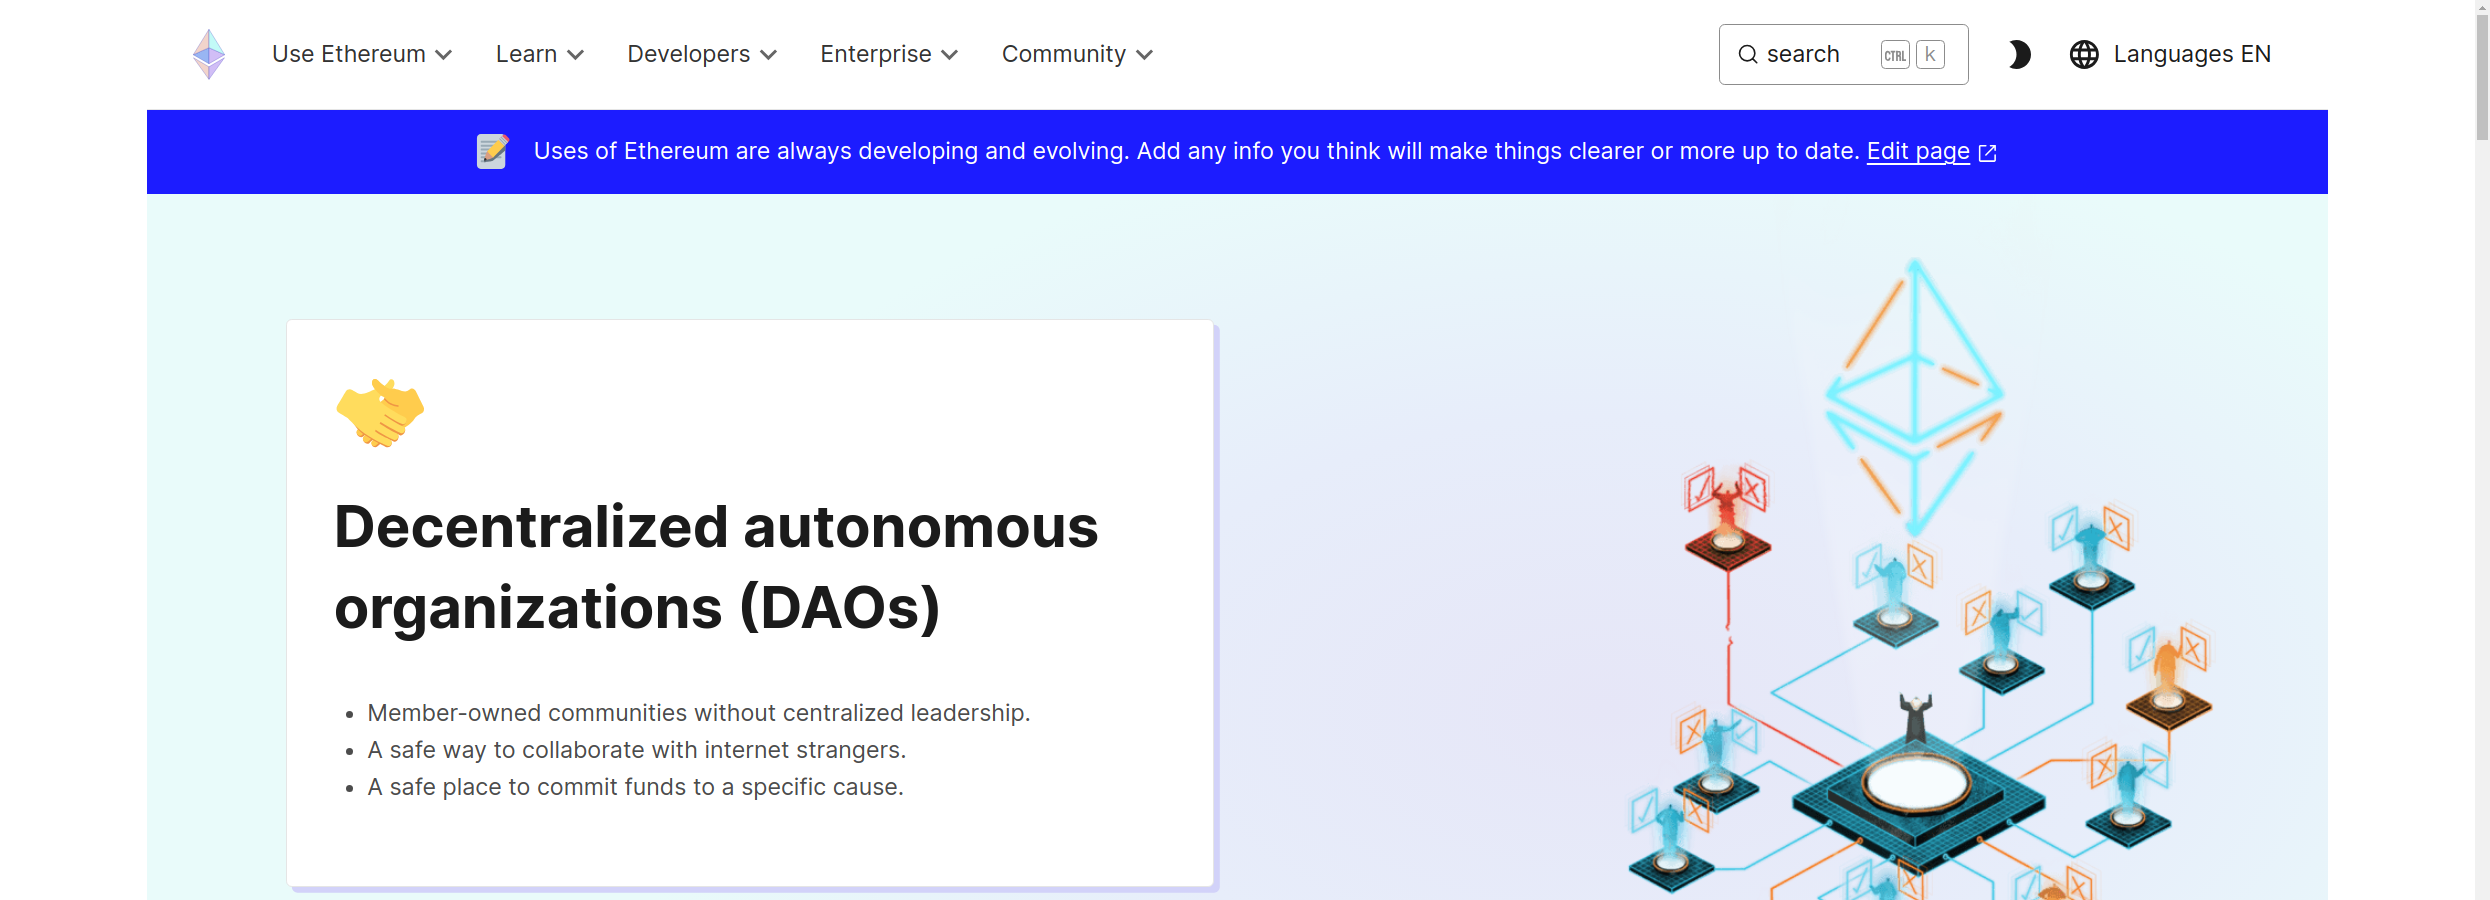 Use Ethereum Learn Developers Enterprise Community search CTRL k Languages EN
Uses of Ethereum are always developing and evolving. Add any info you think will make things clearer or more up to date. Edit page
Decentralized autonomous
organizations (DAOs)
• Member-owned communities without centralized leadership.
• A safe way to collaborate with internet strangers.
• A safe place to commit funds to a specific cause.